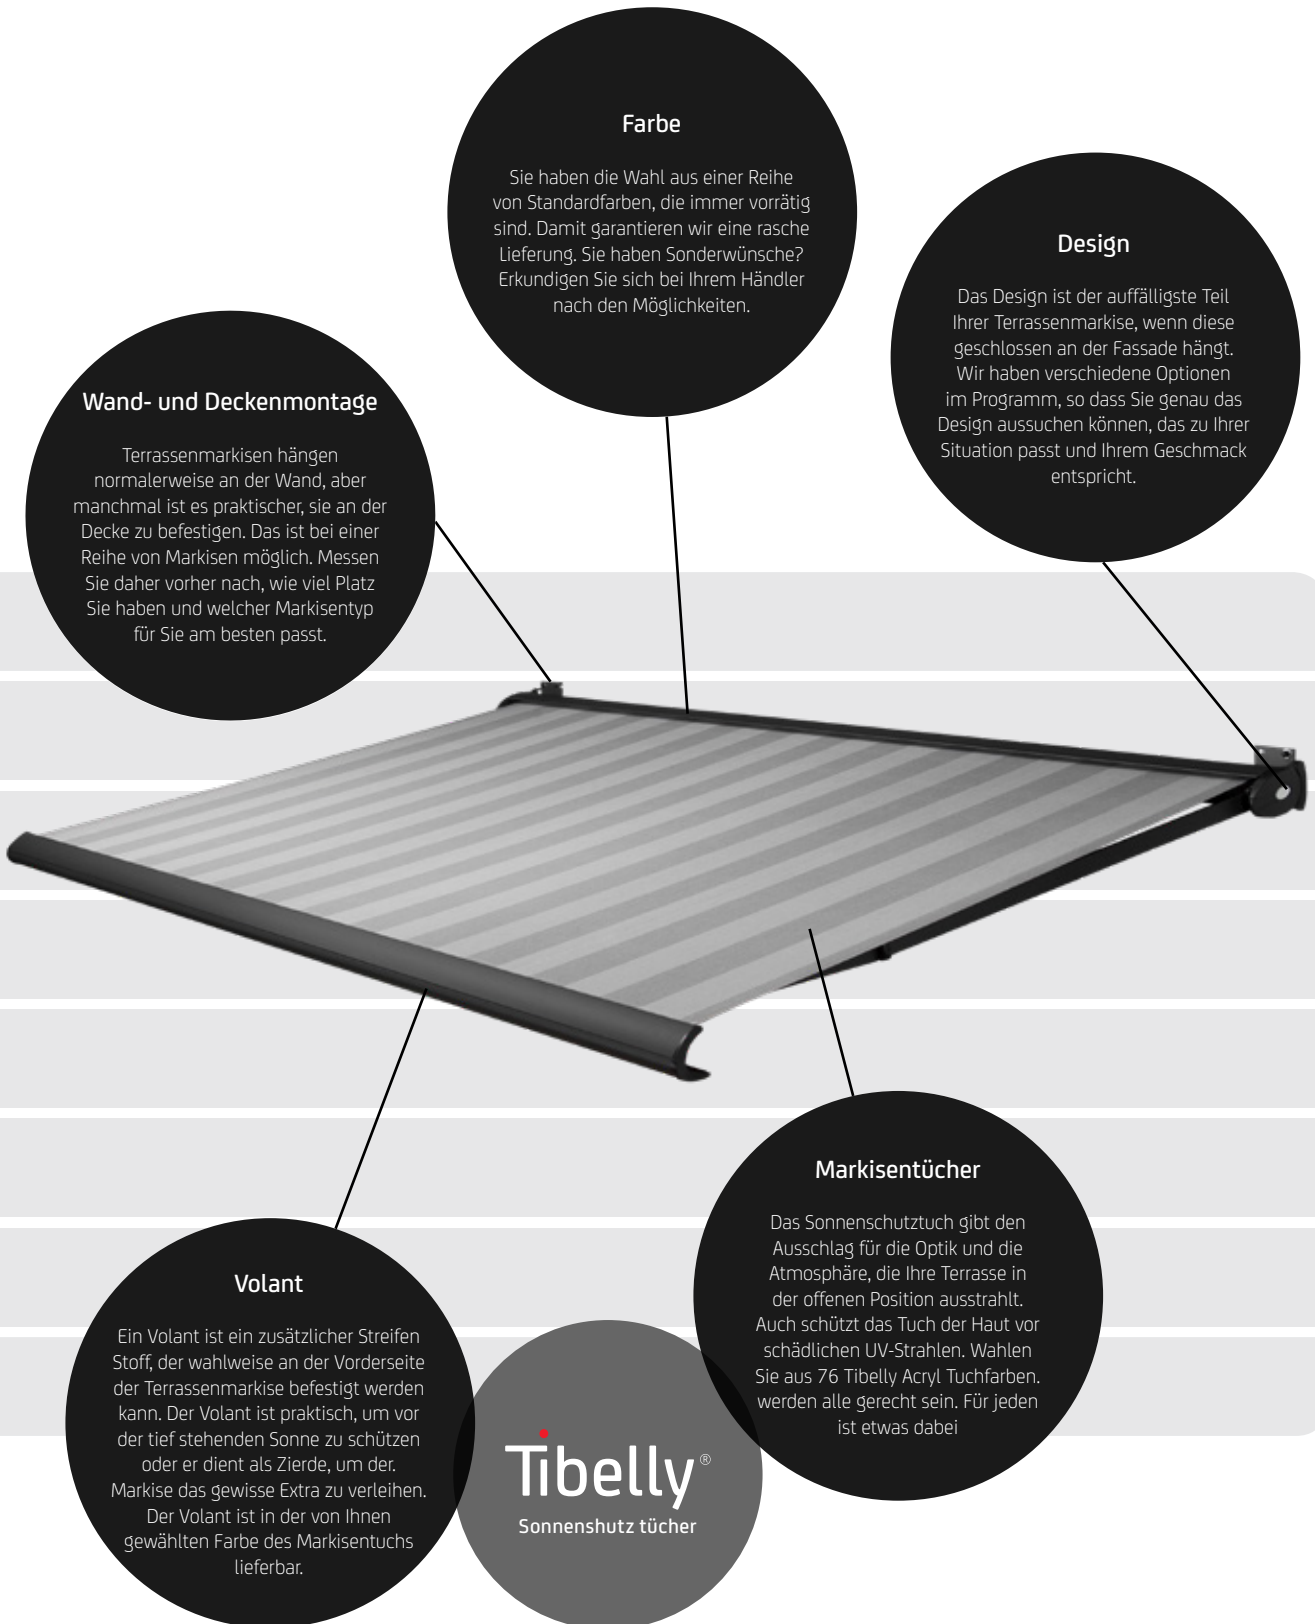 Farbe
Sie haben die Wahl aus einer Reihe
von Standardfarben, die immer vorrätig
sind. Damit garantieren wir eine rasche
Lieferung. Sie haben Sonderwünsche?
Erkundigen Sie sich bei Ihrem Händler
nach den Möglichkeiten.
Design
Das Design ist der auffälligste Teil
Ihrer Terrassenmarkise, wenn diese
geschlossen an der Fassade hängt.
Wir haben verschiedene Optionen
im Programm, so dass Sie genau das
Design aussuchen können, das zu Ihrer
Situation passt und Ihrem Geschmack
entspricht.
Wand- und Deckenmontage
Terrassenmarkisen hängen
normalerweise an der Wand, aber
manchmal ist es praktischer, sie an der
Decke zu befestigen. Das ist bei einer
Reihe von Markisen möglich. Messen
Sie daher vorher nach, wie viel Platz
Sie haben und welcher Markisentyp
für Sie am besten passt.
Markisentücher
Das Sonnenschutztuch gibt den
Ausschlag für die Optik und die
Atmosphäre, die Ihre Terrasse in
der offenen Position ausstrahlt.
Auch schützt das Tuch der Haut vor
schädlichen UV-Strahlen. Wahlen
Sie aus 76 Tibelly Acryl Tuchfarben.
werden alle gerecht sein. Für jeden
ist etwas dabei
Volant
Ein Volant ist ein zusätzlicher Streifen
Stoff, der wahlweise an der Vorderseite
der Terrassenmarkise befestigt werden
kann. Der Volant ist praktisch, um vor
der tief stehenden Sonne zu schützen
oder er dient als Zierde, um der.
Markise das gewisse Extra zu verleihen.
Der Volant ist in der von Ihnen
gewählten Farbe des Markisentuchs
lieferbar.
Tibelly®
Sonnenshutz tücher